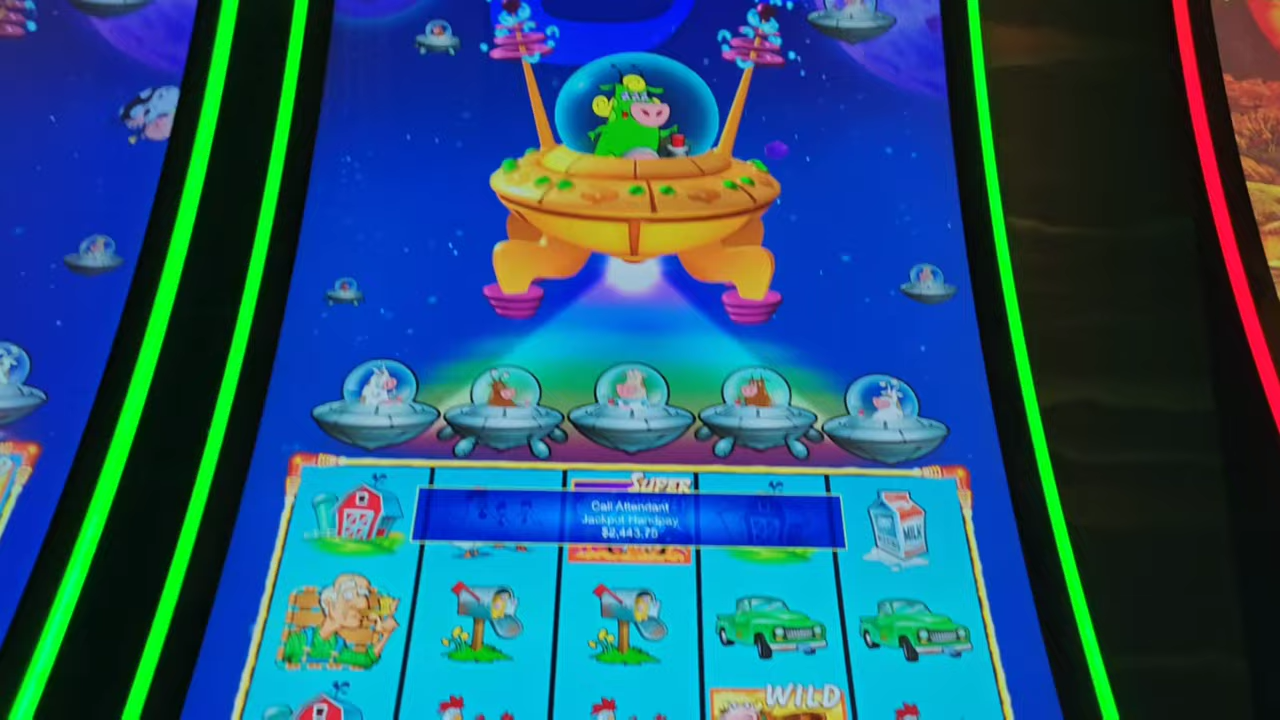 SUPER
Call Attendant
Jackpot Handpay
$2,443.75
MILK
WILD